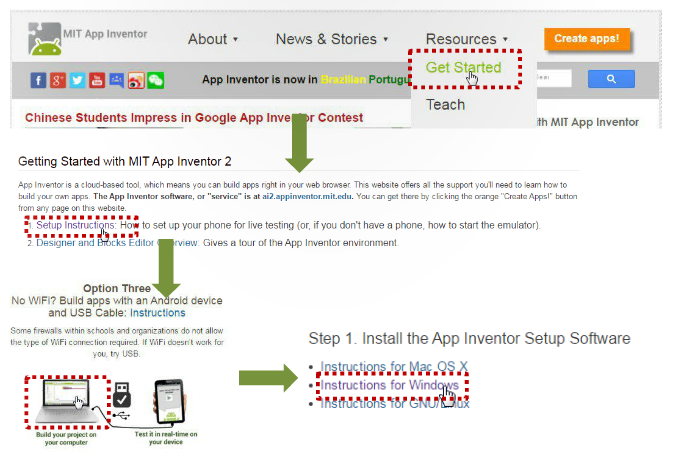 MIT App Inventor
About
News & Stories
Resources
Create apps!
Get Started
App Inventor is now in Brazilian Portugu
Teach
Chinese Students Impress in Google App Inventor Contest
ith MIT App Inventor
Getting Started with MIT App Inventor 2
App Inventor is a cloud-based tool, which means you can build apps right in your web browser. This website offers all the support you'll need to learn how to
build your own apps. The App Inventor software, or "service" is at ai2.appinventor.mit.edu. You can get there by clicking the orange "Create Apps!" button
from any page on this website.
1. Setup Instructions: How to set up your phone for live testing (or, if you don't have a phone, how to start the emulator).
2. Designer and Blocks Editor Overview: Gives a tour of the App Inventor environment.
Option Three
No WiFi? Build apps with an Android device
and USB Cable: Instructions
Some firewalls within schools and organizations do not allow
the type of WiFi connection required. If WiFi doesn't work for
you, try USB.
Build your project on
your computer
Test it in real-time on
your device
Step 1. Install the App Inventor Setup Software
Instructions for Mac OS X
Instructions for Windows
Instructions for GNU/Linux